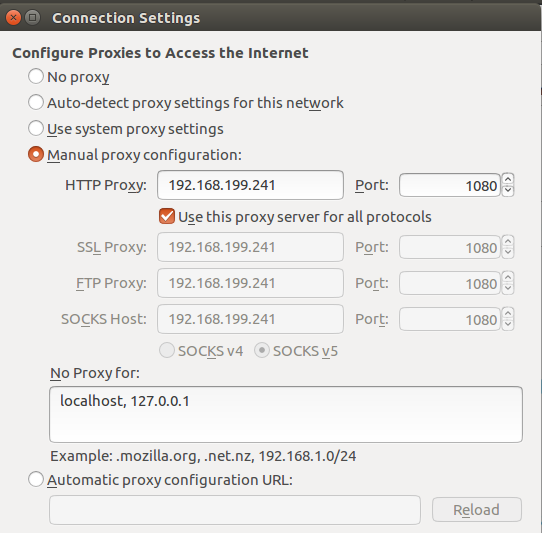 Connection Settings
Configure Proxies to Access the Internet
No proxy
Auto-detect proxy settings for this network
Use system proxy settings
Manual proxy configuration:
HTTP Proxy: 192.168.199.241 Port: 1080
Use this proxy server for all protocols
SSL Proxy: 192.168.199.241 Port: 1080
FTP Proxy: 192.168.199.241 Port: 1080
SOCKS Host: 192.168.199.241 Port: 1080
SOCKS v4 SOCKS v5
No Proxy for:
localhost, 127.0.0.1
Example: .mozilla.org, .net.nz, 192.168.1.0/24
Automatic proxy configuration URL:
Reload